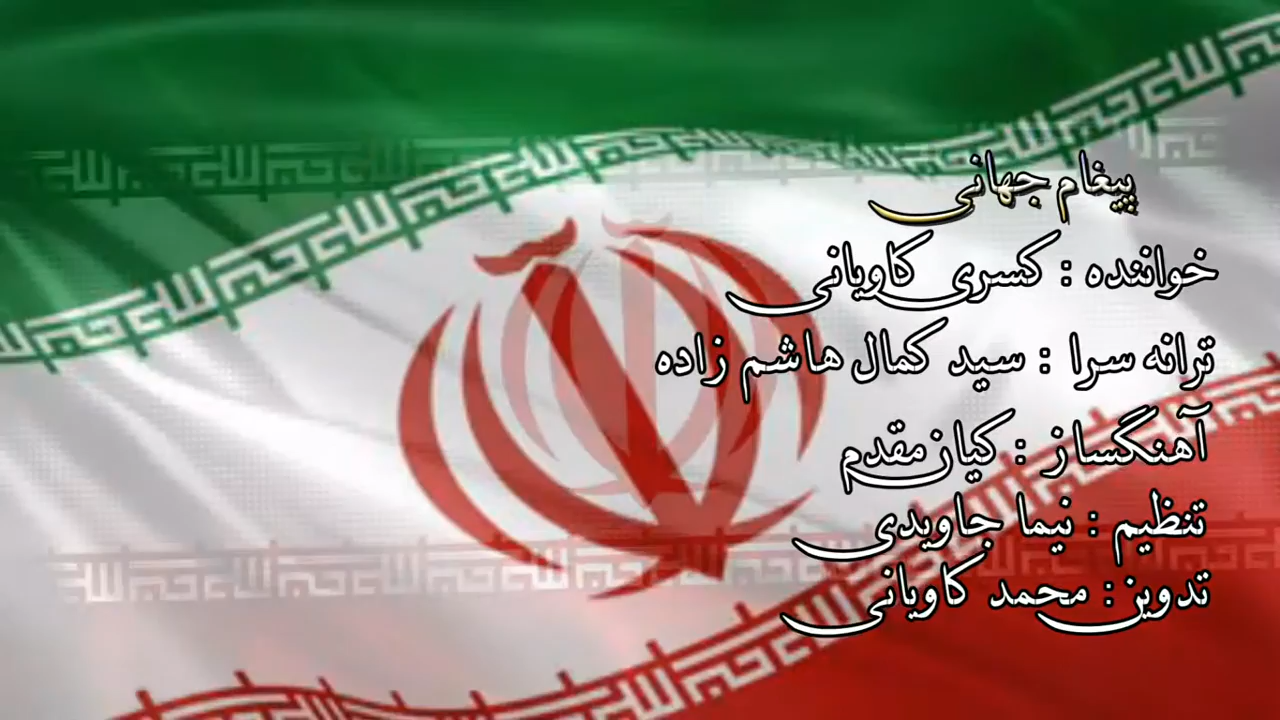 پیغام جهانی
خواننده : کسری کاویانی
ترانه سرا : سید کمال هاشم زاده
آهنگساز : کیان مقدم
تنظیم : نیما جاویدی
تدوین : محمد کاویانی